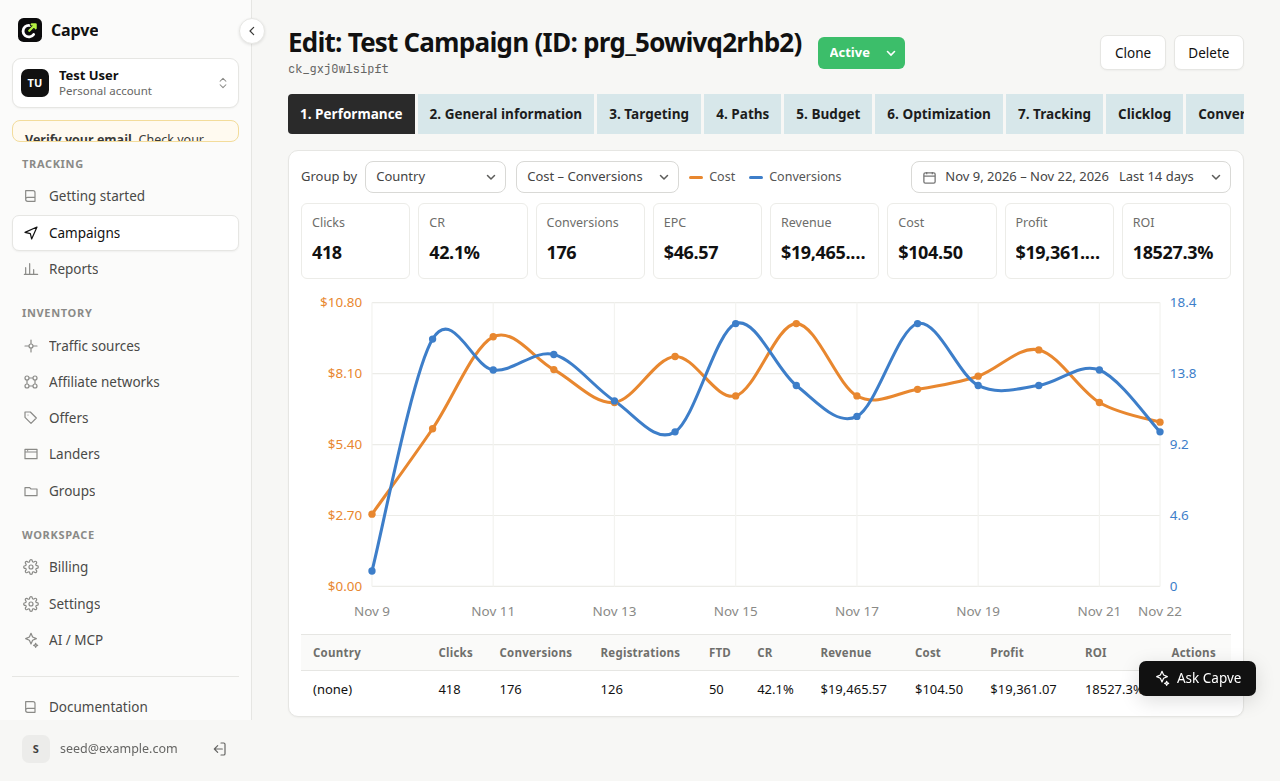 Capve
TU
Test User
Personal account
Verify your email. Check your
TRACKING
Getting started
Campaigns
Reports
INVENTORY
Traffic sources
Affiliate networks
Offers
Landers
Groups
WORKSPACE
Billing
Settings
AI / MCP
Documentation
S
seed@example.com
Edit: Test Campaign (ID: prg_5owivq2rhb2)
Active
Clone
Delete
ck_gxj0wlsipft
1. Performance
2. General information
3. Targeting
4. Paths
5. Budget
6. Optimization
7. Tracking
Clicklog
Conver
Group by
Country
Cost – Conversions
Cost
Conversions
Nov 9, 2026 – Nov 22, 2026 Last 14 days
Clicks
418
CR
42.1%
Conversions
176
EPC
$46.57
Revenue
$19,465....
Cost
$104.50
Profit
$19,361....
ROI
18527.3%
$10.80
$8.10
$5.40
$2.70
$0.00
18.4
13.8
9.2
4.6
0
Nov 9
Nov 11
Nov 13
Nov 15
Nov 17
Nov 19
Nov 21
Nov 22
Country Clicks Conversions Registrations FTD CR Revenue Cost Profit ROI Actions
(none) 418 176 126 50 42.1% $19,465.57 $104.50 $19,361.07 18527.3%
Ask Capve